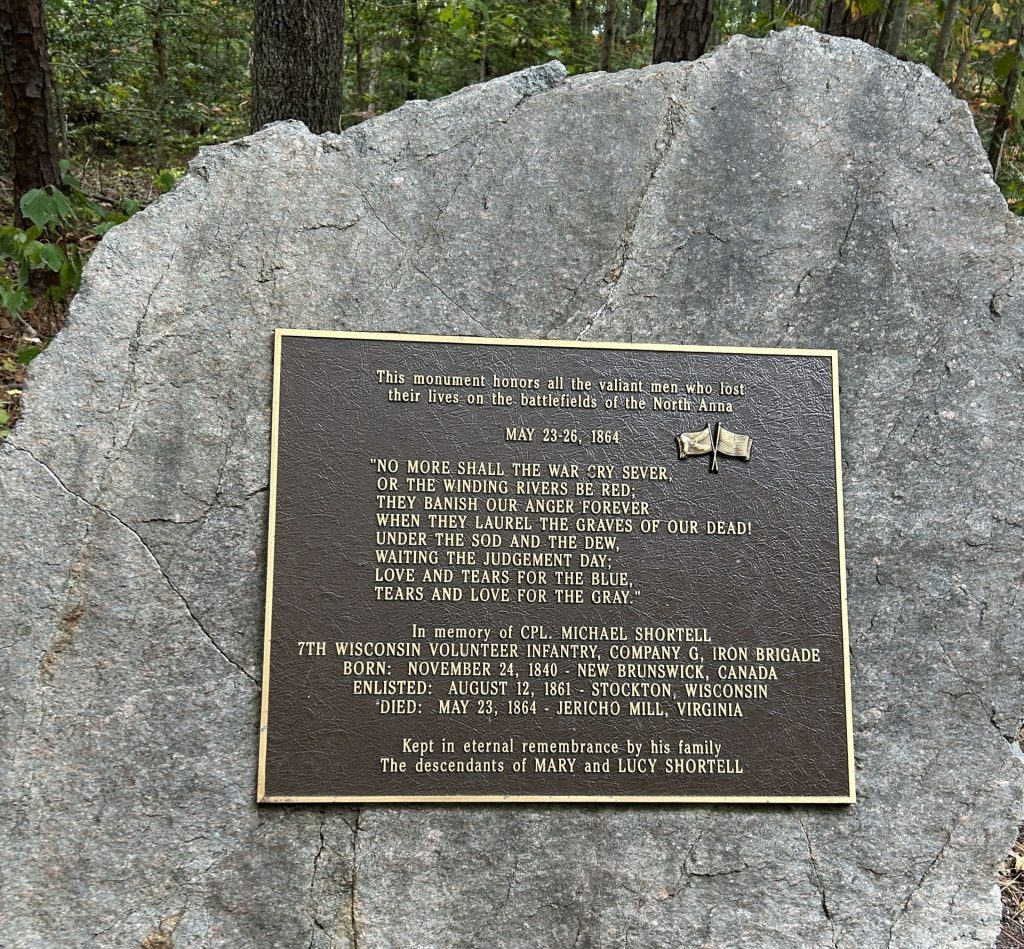 This monument honors all the valiant men who lost
their lives on the battlefields of the North Anna
MAY 23-26, 1864
"NO MORE SHALL THE WAR CRY SEVER,
OR THE WINDING RIVERS BE RED;
THEY BANISH OUR ANGER FOREVER
WHEN THEY LAUREL THE GRAVES OF OUR DEAD!
UNDER THE SOD AND THE DEW,
WAITING THE JUDGEMENT DAY;
LOVE AND TEARS FOR THE BLUE,
TEARS AND LOVE FOR THE GRAY."
In memory of CPL. MICHAEL SHORTELL
7TH WISCONSIN VOLUNTEER INFANTRY, COMPANY G, IRON BRIGADE
BORN: NOVEMBER 24, 1840 - NEW BRUNSWICK, CANADA
ENLISTED: AUGUST 12, 1861 - STOCKTON, WISCONSIN
DIED: MAY 23, 1864 - JERICHO MILL, VIRGINIA
Kept in eternal remembrance by his family
The descendants of MARY and LUCY SHORTELL